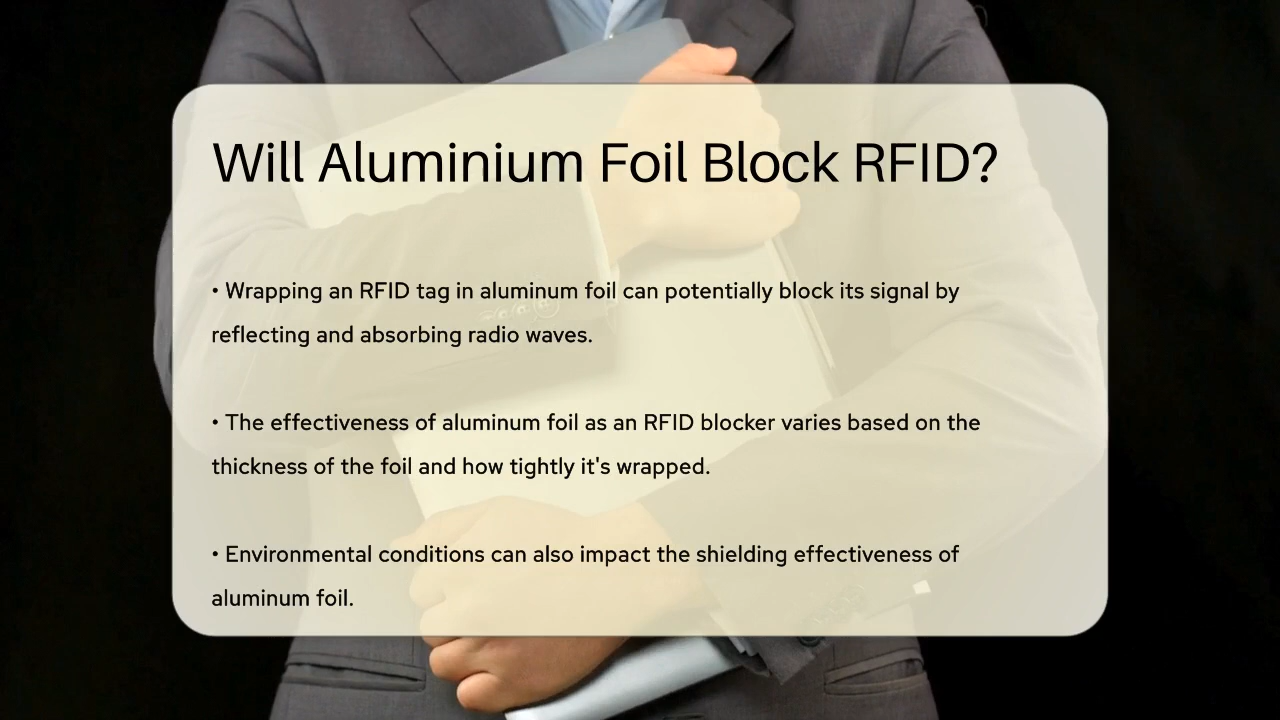 Will Aluminium Foil Block RFID?
• Wrapping an RFID tag in aluminum foil can potentially block its signal by
reflecting and absorbing radio waves.
• The effectiveness of aluminum foil as an RFID blocker varies based on the
thickness of the foil and how tightly it's wrapped.
• Environmental conditions can also impact the shielding effectiveness of
aluminum foil.